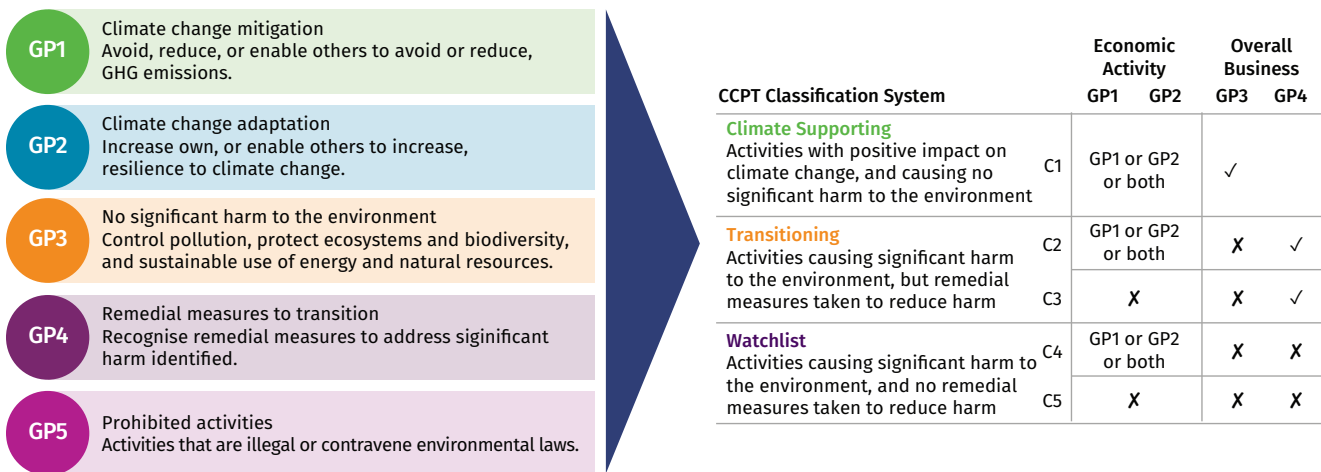 GP1
Climate change mitigation
Avoid, reduce, or enable others to avoid or reduce,
GHG emissions.
GP2
Climate change adaptation
Increase own, or enable others to increase,
resilience to climate change.
GP3
No significant harm to the environment
Control pollution, protect ecosystems and biodiversity,
and sustainable use of energy and natural resources.
GP4
Remedial measures to transition
Recognise remedial measures to address siginificant
harm identified.
GP5
Prohibited activities
Activities that are illegal or contravene environmental laws.
Economic Activity
Overall Business
CCPT Classification System GP1 GP2 GP3 GP4
Climate Supporting
Activities with positive impact on
climate change, and causing no
significant harm to the environment
C1
GP1 or GP2
or both
✓
Transitioning
Activities causing significant harm
to the environment, but remedial
measures taken to reduce harm
C2
GP1 or GP2
or both
✗ ✓
C3 ✗ ✗ ✓
Watchlist
Activities causing significant harm to
the environment, and no remedial
measures taken to reduce harm
C4
GP1 or GP2
or both
✗ ✗
C5 ✗ ✗ ✗